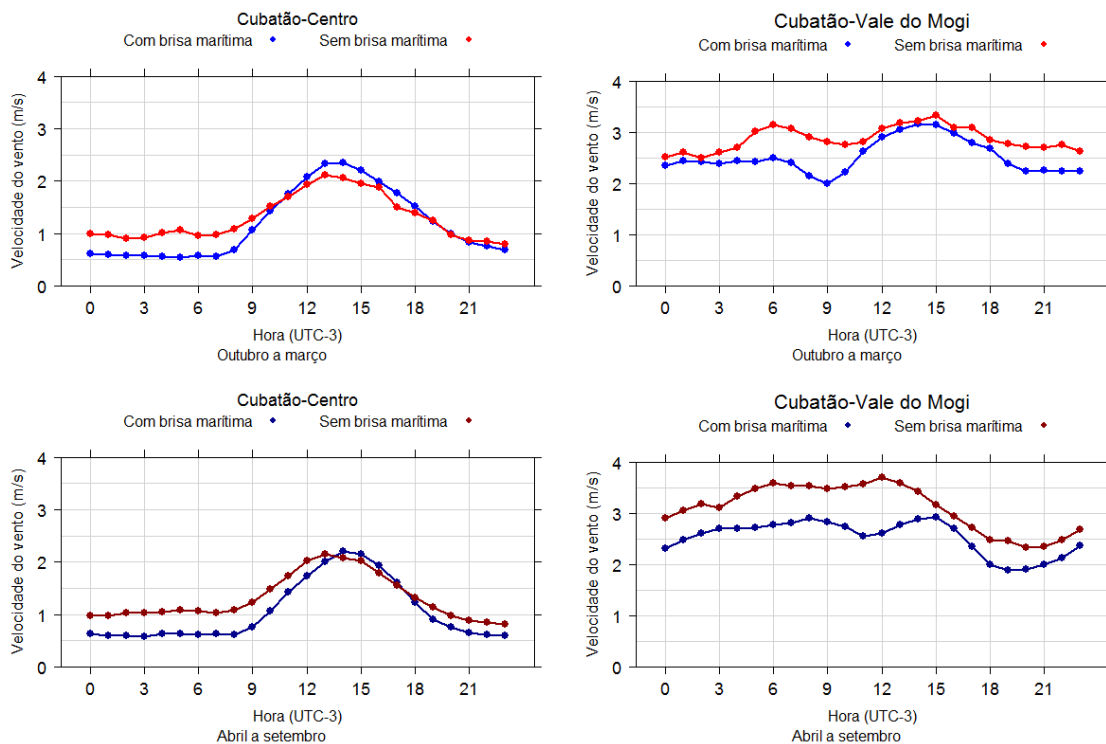 Cubatão-Centro
Com brisa marítima Sem brisa marítima
Velocidade do vento (m/s)
4
3
2
1
0
0 3 6 9 12 15 18 21
Hora (UTC-3)
Outubro a março
Cubatão-Vale do Mogi
Com brisa marítima Sem brisa marítima
Velocidade do vento (m/s)
4
3
2
1
0
0 3 6 9 12 15 18 21
Hora (UTC-3)
Outubro a março
Cubatão-Centro
Com brisa marítima Sem brisa marítima
Velocidade do vento (m/s)
4
3
2
1
0
0 3 6 9 12 15 18 21
Hora (UTC-3)
Abril a setembro
Cubatão-Vale do Mogi
Com brisa marítima Sem brisa marítima
Velocidade do vento (m/s)
4
3
2
1
0
0 3 6 9 12 15 18 21
Hora (UTC-3)
Abril a setembro